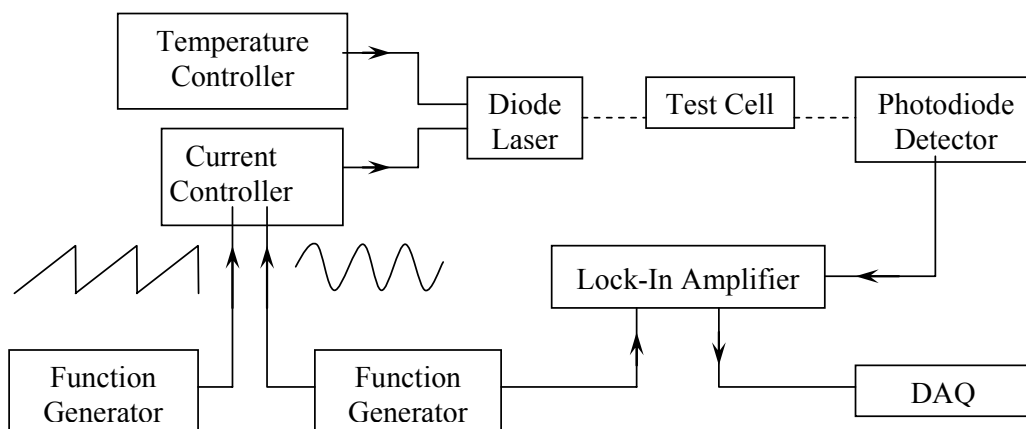 Temperature
Controller
Diode
Laser
Test Cell
Photodiode
Detector
Current
Controller
Lock-In Amplifier
Function
Generator
Function
Generator
DAQ